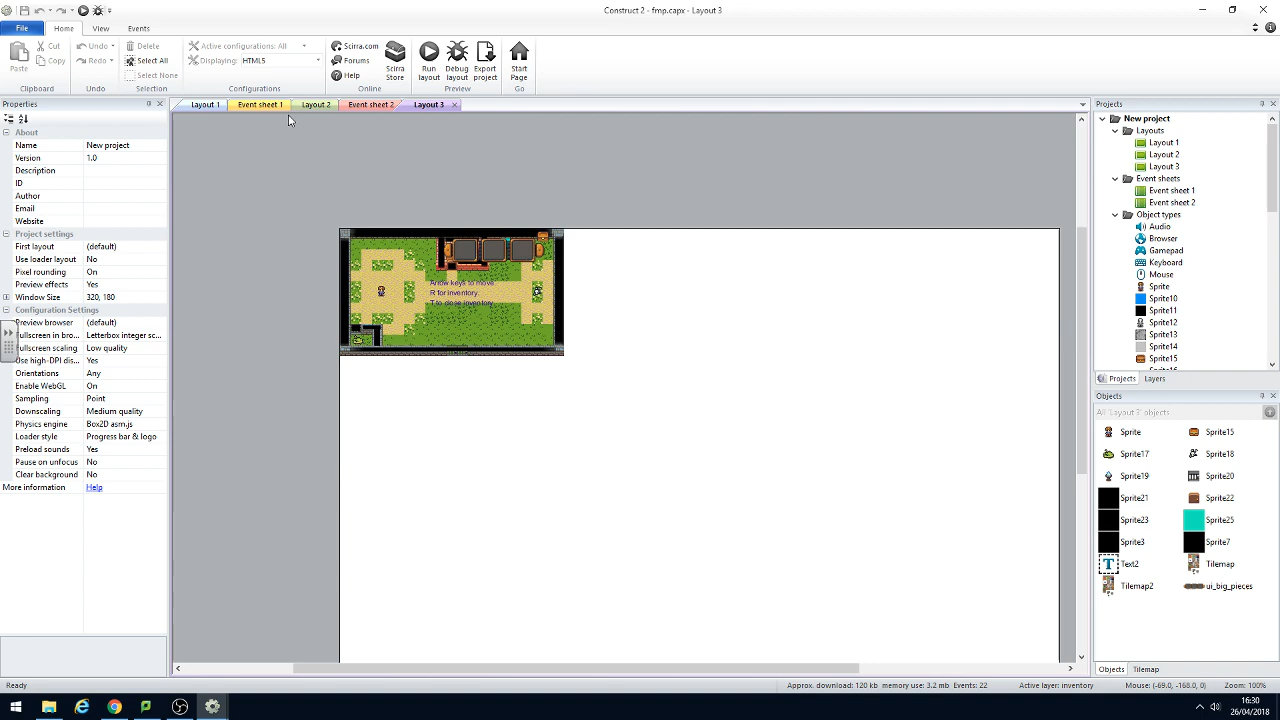 Construct 2 - fmp.capx - Layout 3
File
Home
View
Events
Paste
Cut
Copy
Clipboard
Undo
Redo
Undo
Delete
Select All
Select None
Selection
Active configurations: All
Displaying: HTML5
Configurations
Scirra.com
Forums
Help
Scirra Store
Online
Run layout
Debug layout
Export project
Preview
Start Page
Go
Properties
Layout 1
Event sheet 1
Layout 2
Event sheet 2
Layout 3
About
Name New project
Version 1.0
Description
ID
Author
Email
Website
Project settings
First layout (default)
Use loader layout No
Pixel rounding On
Preview effects Yes
Window Size 320, 180
Configuration Settings
Preview browser (default)
Fullscreen in bro... Letterbox integer sc...
Fullscreen scaling Low quality
Use high-DPI dis... Yes
Orientations Any
Enable WebGL On
Sampling Point
Downscaling Medium quality
Physics engine Box2D asm.js
Loader style Progress bar & logo
Preload sounds Yes
Pause on unfocus No
Clear background No
More information Help
Arrow keys to move
R for inventory.
T to close inventory.
Projects
New project
Layouts
Layout 1
Layout 2
Layout 3
Event sheets
Event sheet 1
Event sheet 2
Object types
Audio
Browser
Gamepad
Keyboard
Mouse
Sprite
Sprite10
Sprite11
Sprite12
Sprite13
Sprite14
Sprite15
Sprite16
Projects
Layers
Objects
All 'Layout 3' objects
Sprite Sprite15
Sprite17 Sprite18
Sprite19 Sprite20
Sprite21 Sprite22
Sprite23 Sprite25
Sprite3 Sprite7
T Text2 Tilemap
Tilemap2 ui_big_pieces
Objects
Tilemap
Ready
Approx. download: 120 kb memory use: 3.2 mb Events: 22
Active layer: inventory
Mouse: (-69.0, -168.0, 0)
Zoom: 100%
16:30
26/04/2018